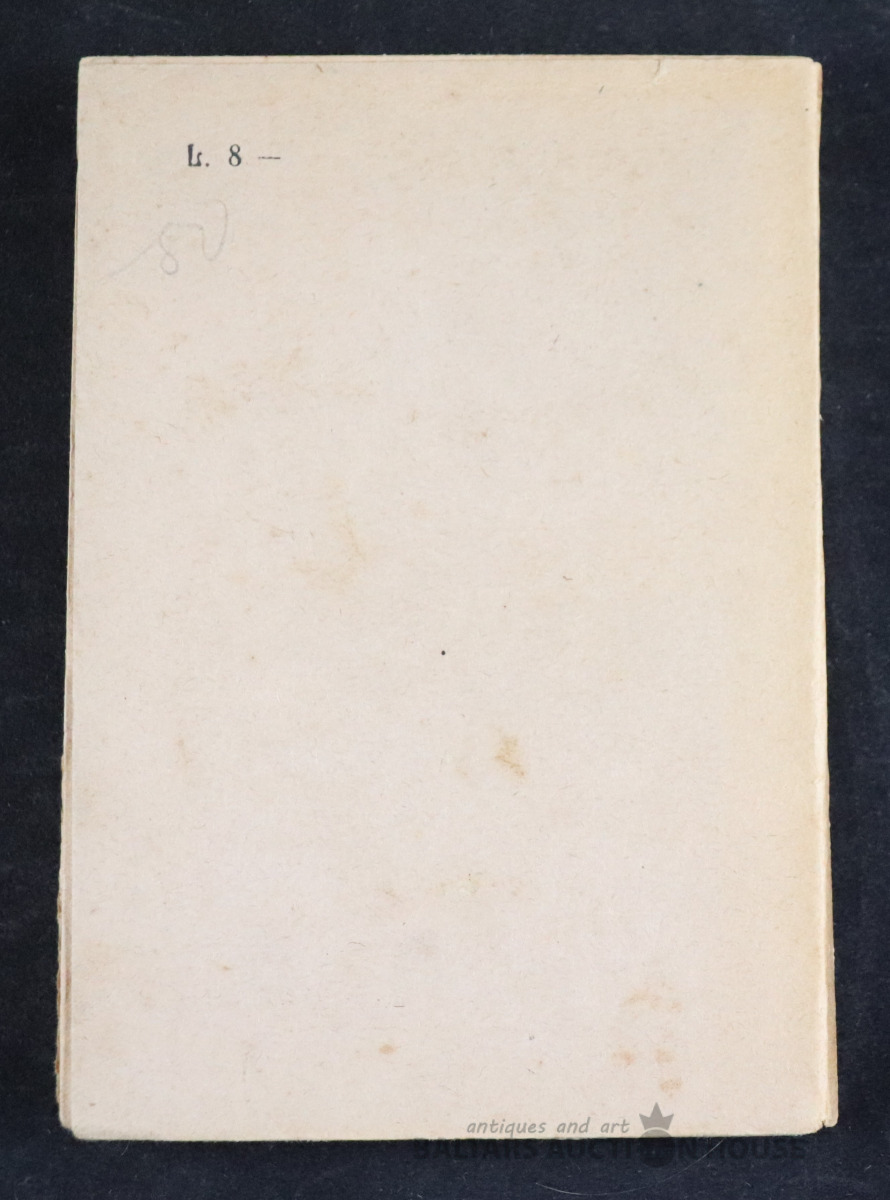 L. 8 —
80
antiques and art
BALTARS AUCTION HOUSE